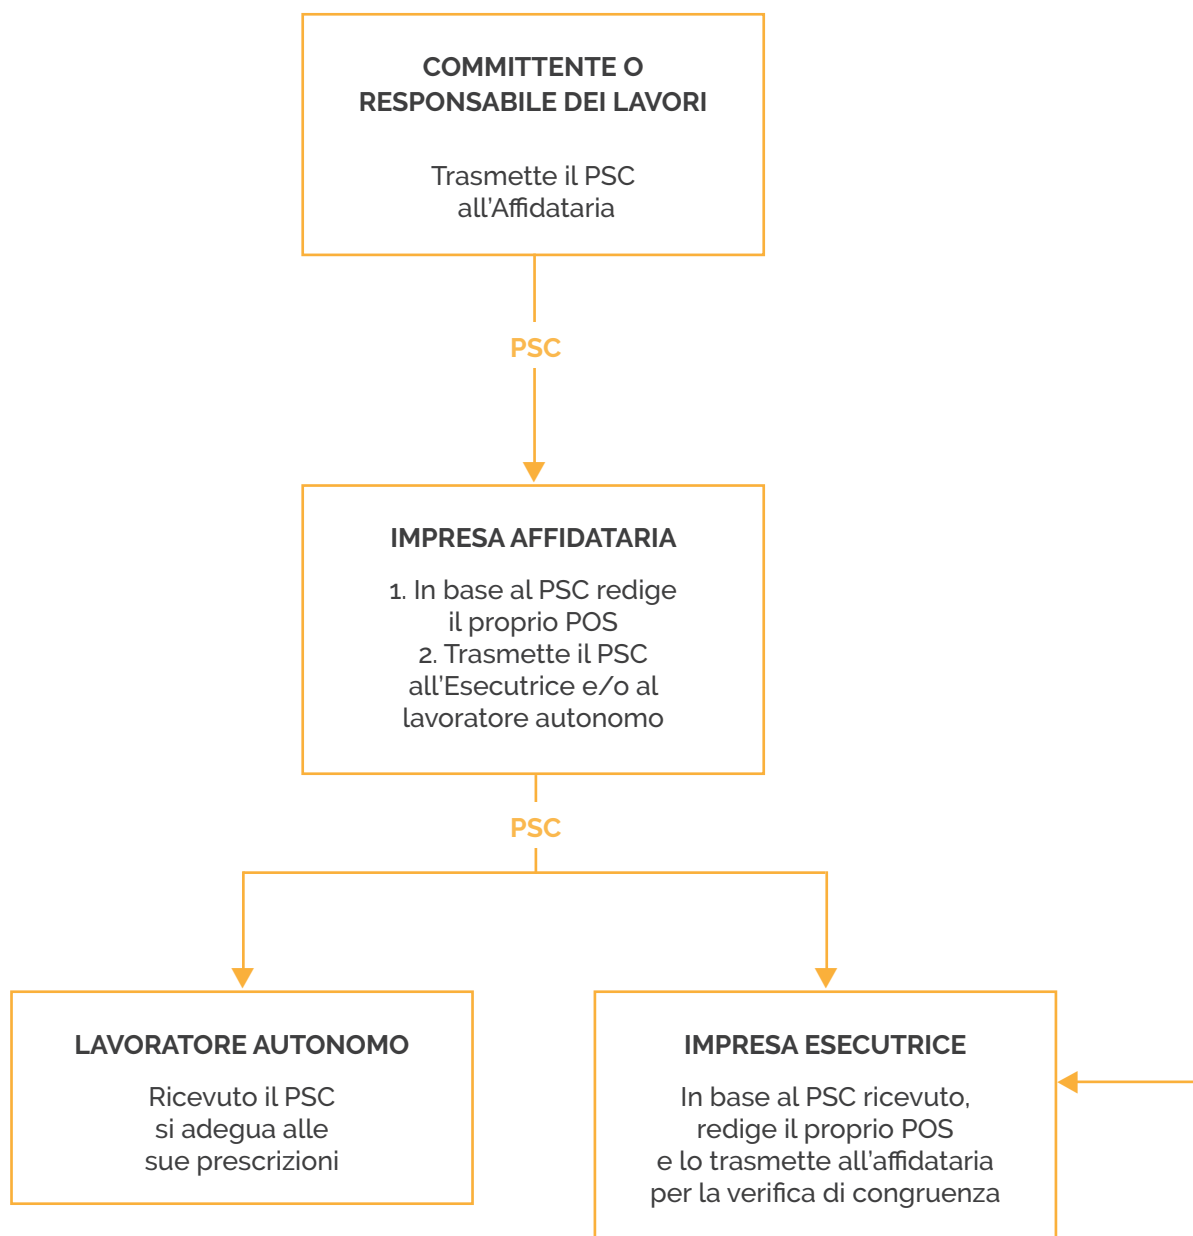 COMMITTENTE O
RESPONSABILE DEI LAVORI
Trasmette il PSC
all'Affidataria
PSC
IMPRESA AFFIDATARIA
1. In base al PSC redige
il proprio POS
2. Trasmette il PSC
all'Esecutrice e/o al
lavoratore autonomo
PSC
LAVORATORE AUTONOMO
Ricevuto il PSC
si adegua alle
sue prescrizioni
IMPRESA ESECUTRICE
In base al PSC ricevuto,
redige il proprio POS
e lo trasmette all'affidataria
per la verifica di congruenza